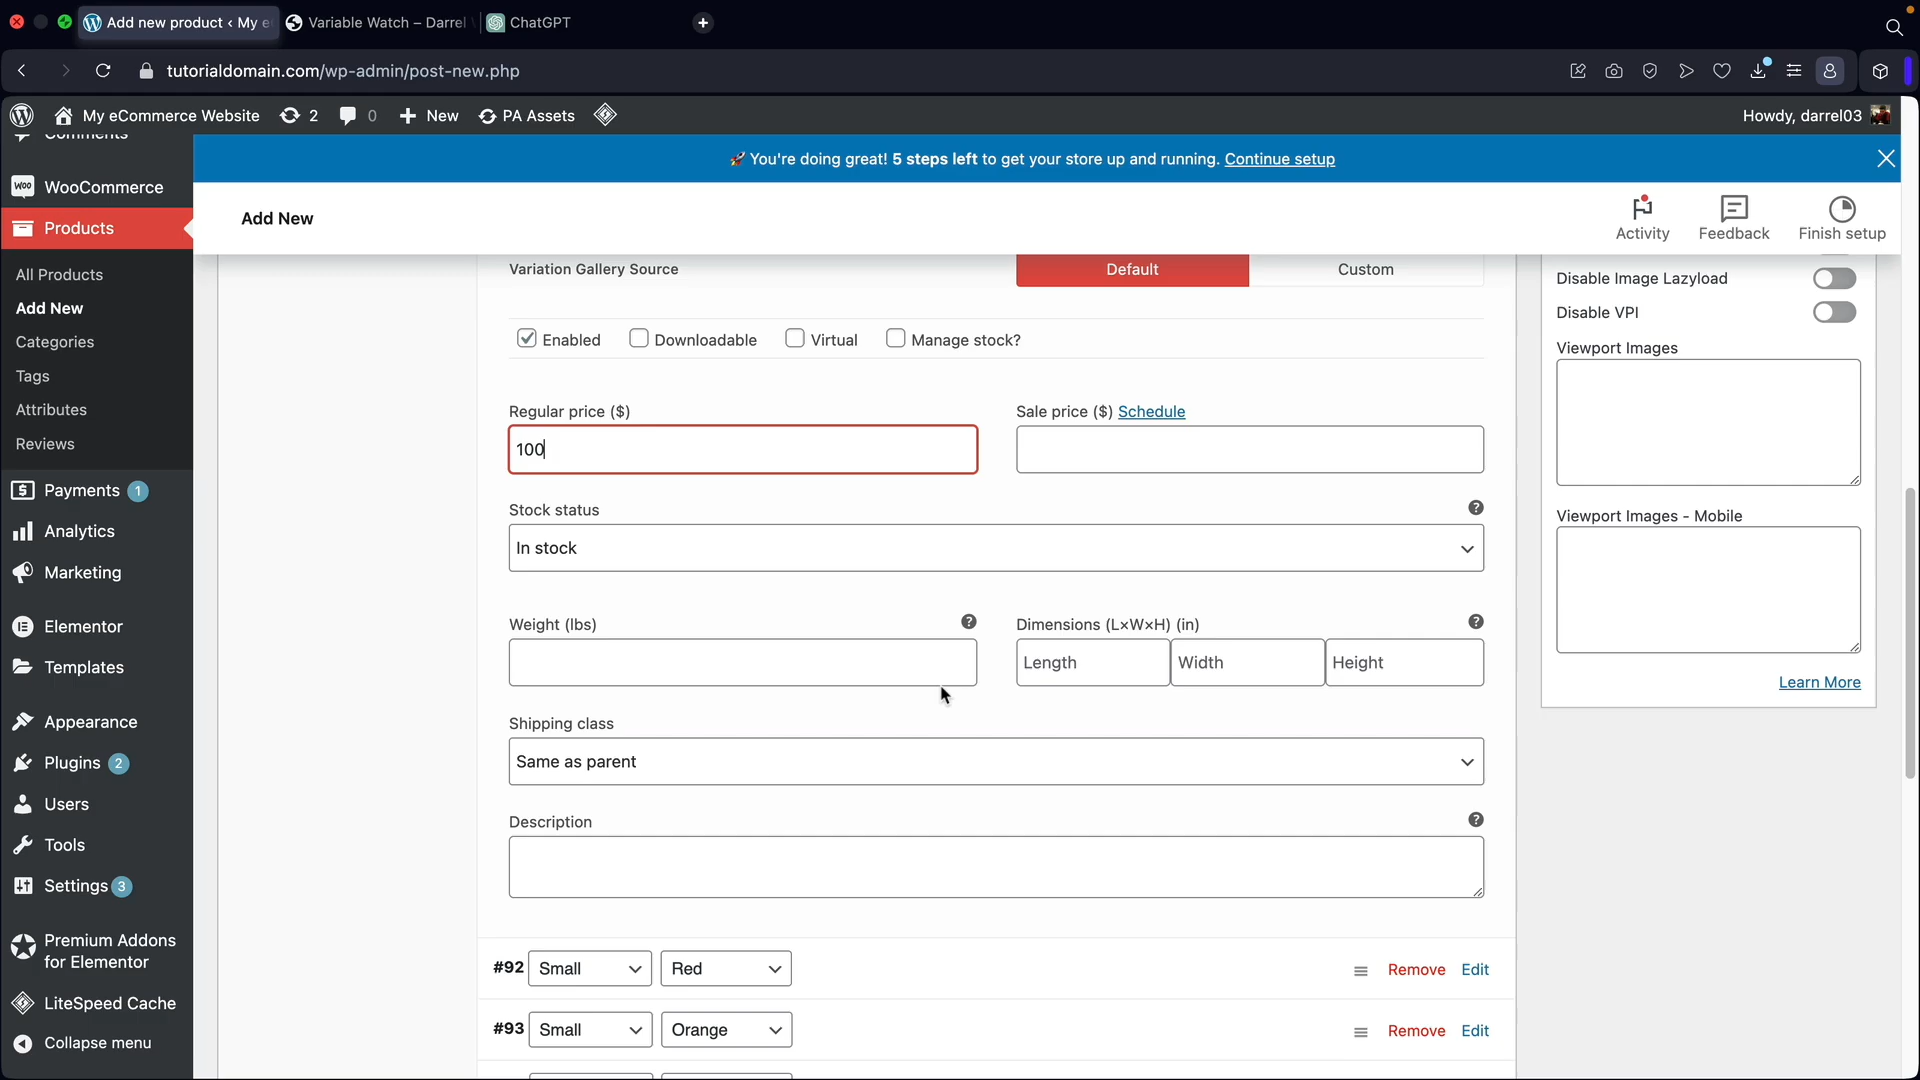 Add new product ‹ My e
Variable Watch – Darrel
ChatGPT
tutorialdomain.com/wp-admin/post-new.php
My eCommerce Website
2
0
New
PA Assets
Howdy, darrel03
Comments
🚀 You're doing great! 5 steps left to get your store up and running. Continue setup
WooCommerce
Products
All Products
Add New
Categories
Tags
Attributes
Reviews
Payments 1
Analytics
Marketing
Elementor
Templates
Appearance
Plugins 2
Users
Tools
Settings 3
Premium Addons
for Elementor
LiteSpeed Cache
Collapse menu
Add New
Activity
Feedback
Finish setup
Variation Gallery Source
Default
Custom
Enabled
Downloadable
Virtual
Manage stock?
Regular price ($)
Sale price ($) Schedule
100
Stock status
In stock
Weight (lbs)
Dimensions (L×W×H) (in)
Length
Width
Height
Shipping class
Same as parent
Description
#92 Small Red Remove Edit
#93 Small Orange Remove Edit
Disable Image Lazyload
Disable VPI
Viewport Images
Viewport Images - Mobile
Learn More